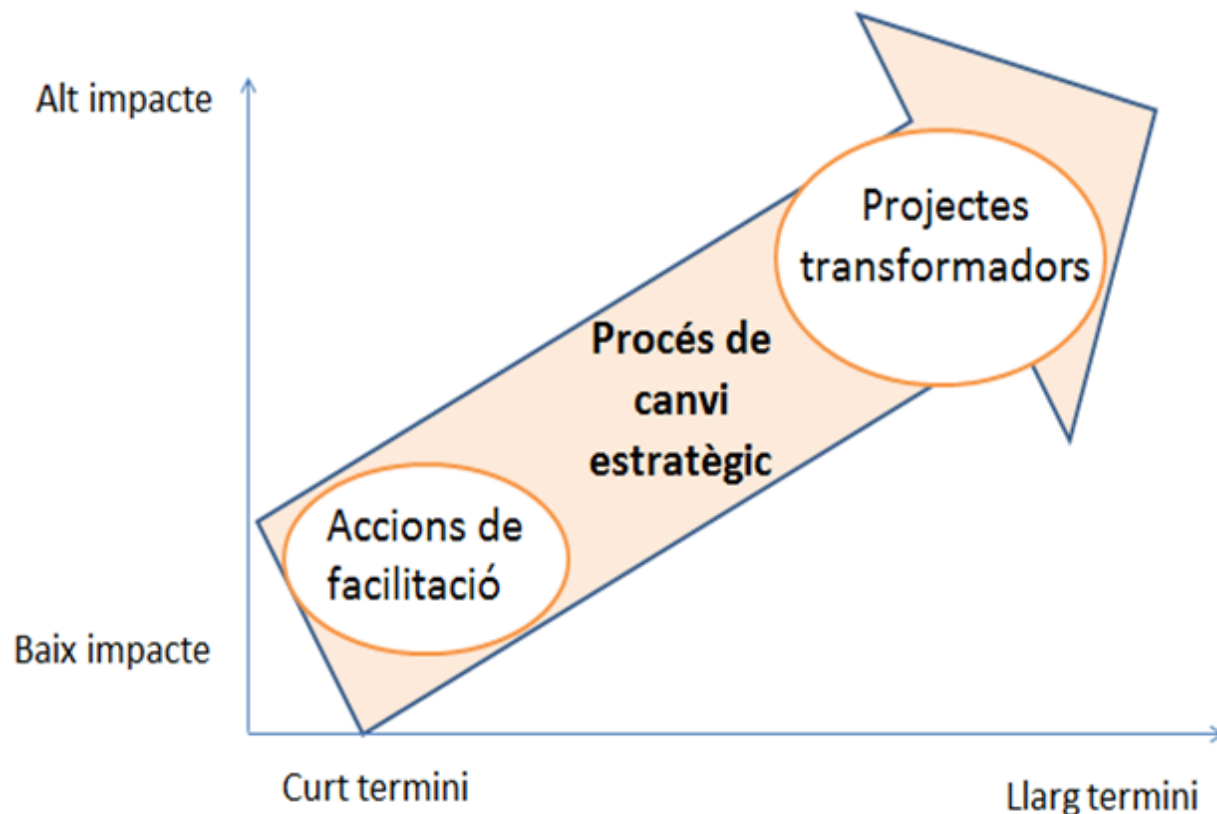 Alt impacte
Projectes
transformadors
Procés de
canvi
estratègic
Accions de
facilitació
Baix impacte
Curt termini
Llarg termini